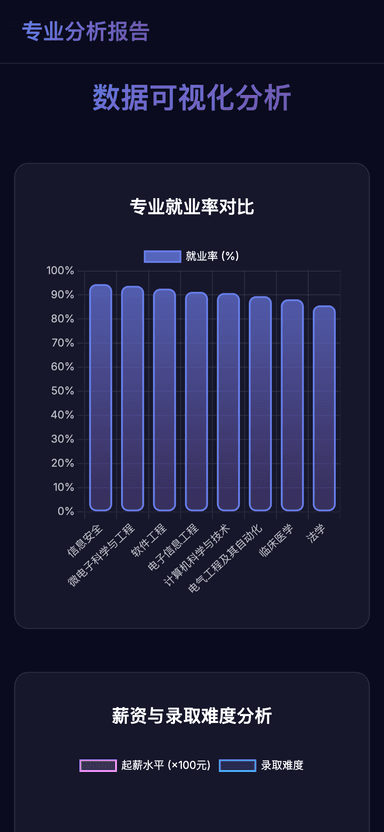 专业分析报告
数据可视化分析
专业就业率对比
就业率 (%)
100%
90%
80%
70%
60%
50%
40%
30%
20%
10%
0%
信息安全
微电子科学与工程
软件工程
电子信息工程
计算机科学与技术
电气工程及其自动化
临床医学
法学
薪资与录取难度分析
起薪水平 (×100元)
录取难度